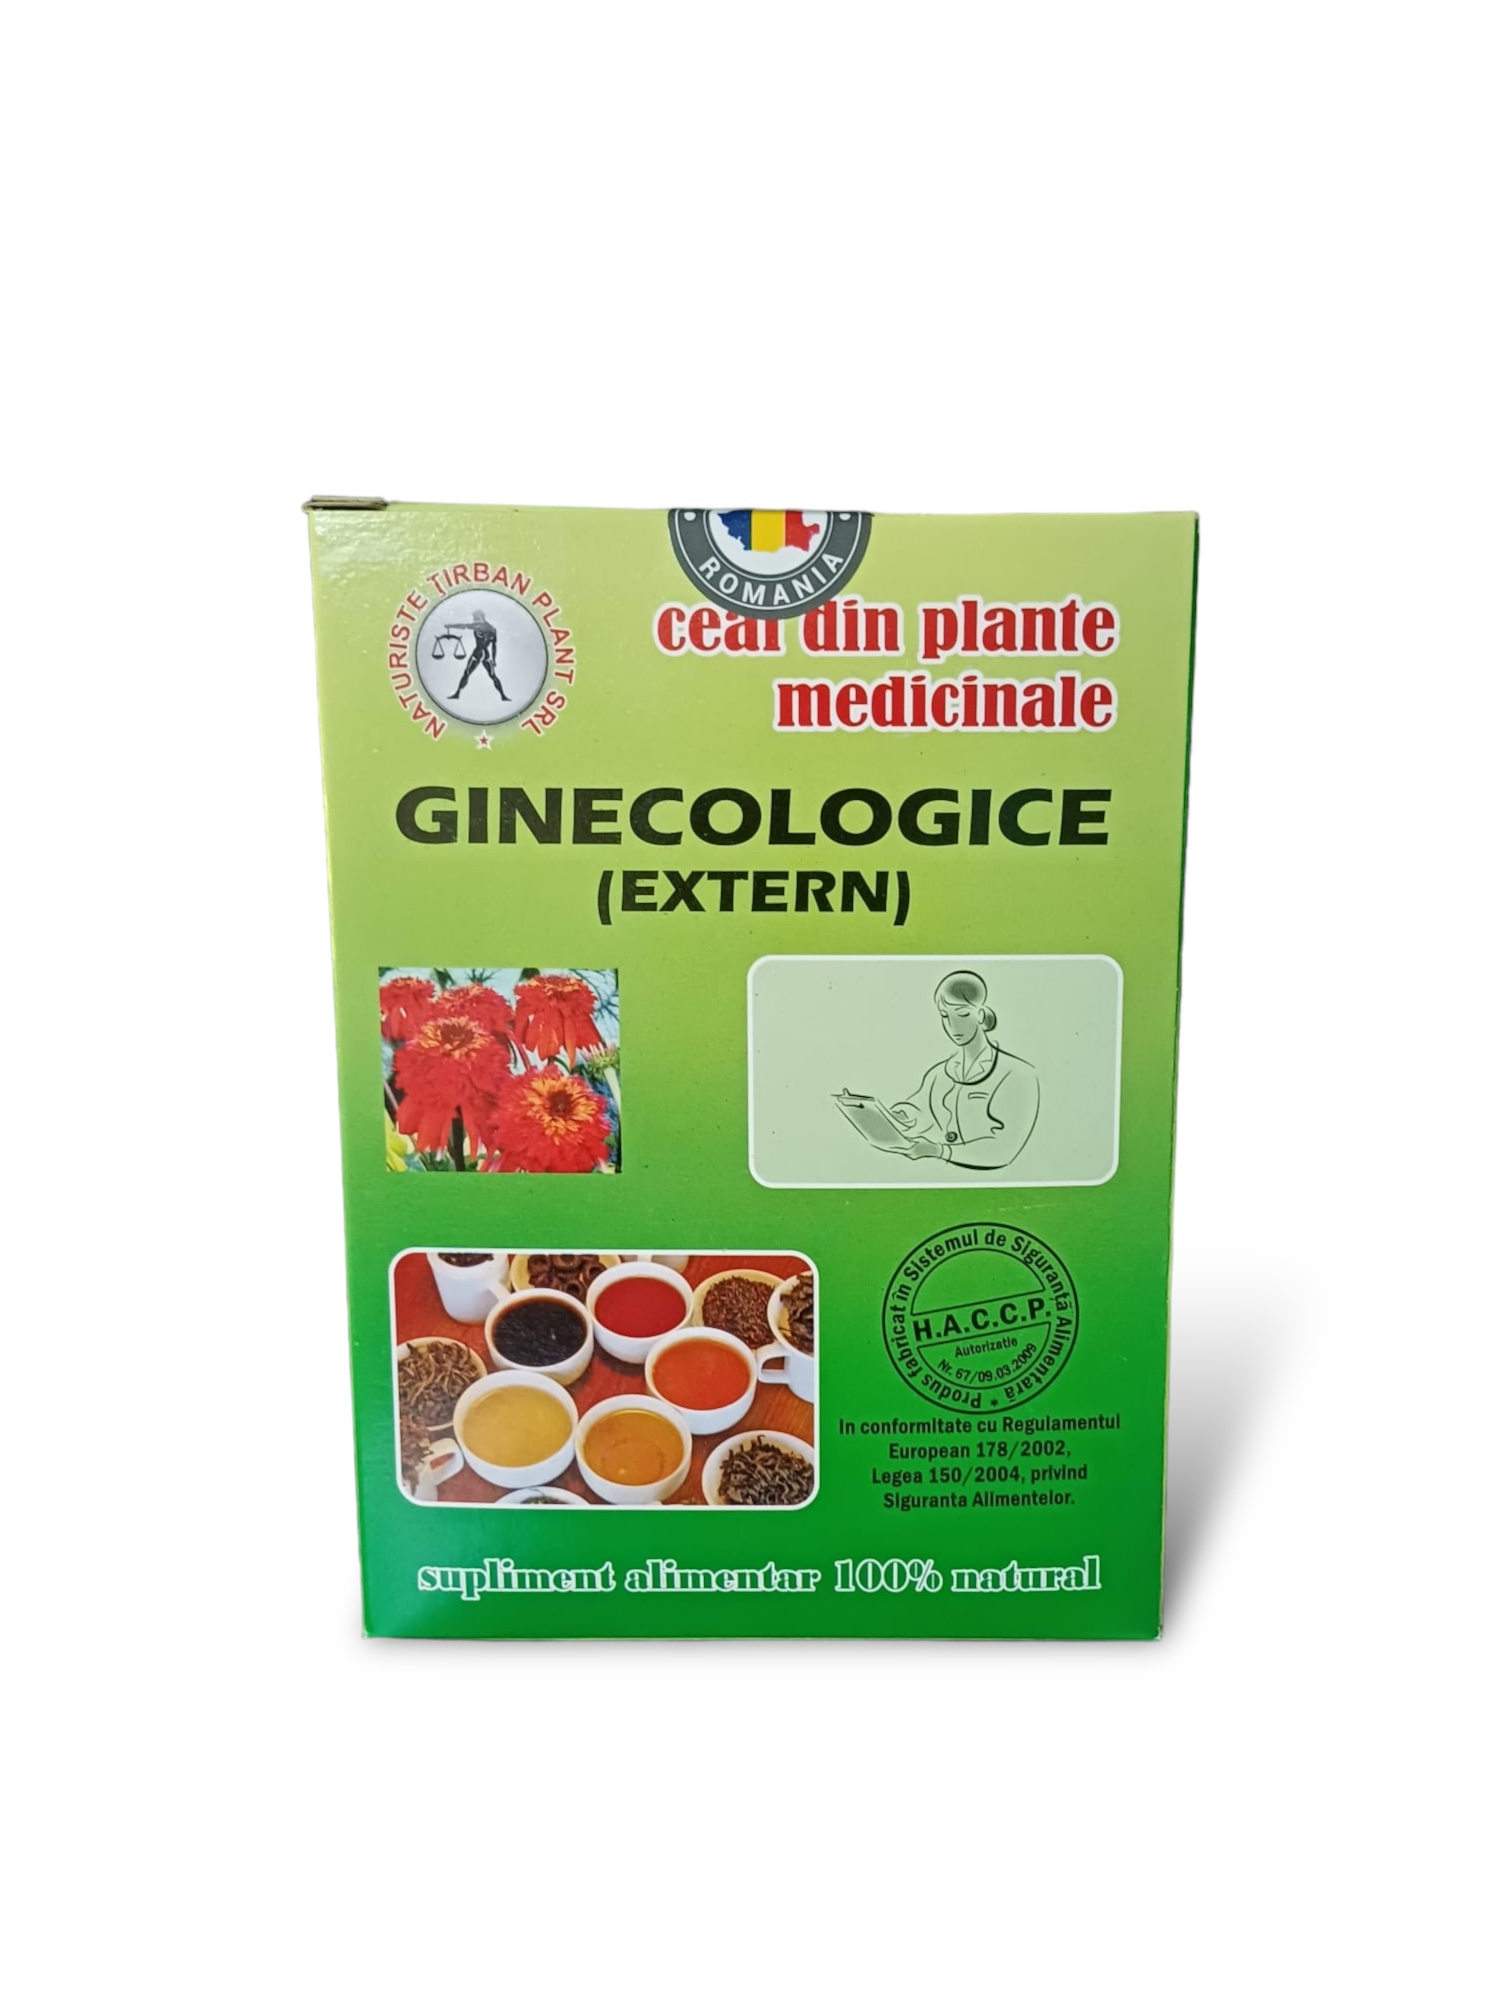 ROMANIA
NATURISTE ȚIRBAN PLANT SRL
ceai din plante
medicinale
GINECOLOGICE
(EXTERN)
Produs fabricat în Sistemul de Siguranță Alimentară *
H.A.C.C.P.
Autorizatie
Nr. 67/09.03.2009
In conformitate cu Regulamentul
European 178/2002,
Legea 150/2004, privind
Siguranta Alimentelor.
supliment alimentar 100% natural